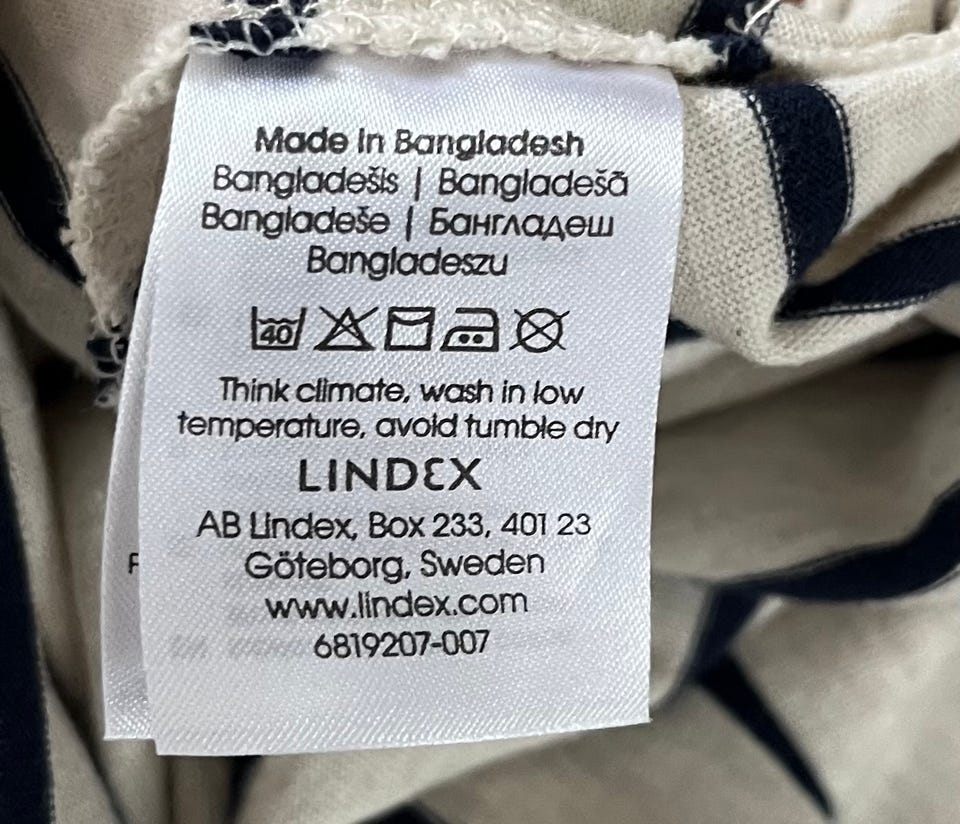 Made in Bangladesh
Bangladešis | Bangladešā
Bangladeše | Бангладеш
Bangladeszu
40
Think climate, wash in low
temperature, avoid tumble dry
LINDEX
AB Lindex, Box 233, 401 23
Göteborg, Sweden
www.lindex.com
6819207-007